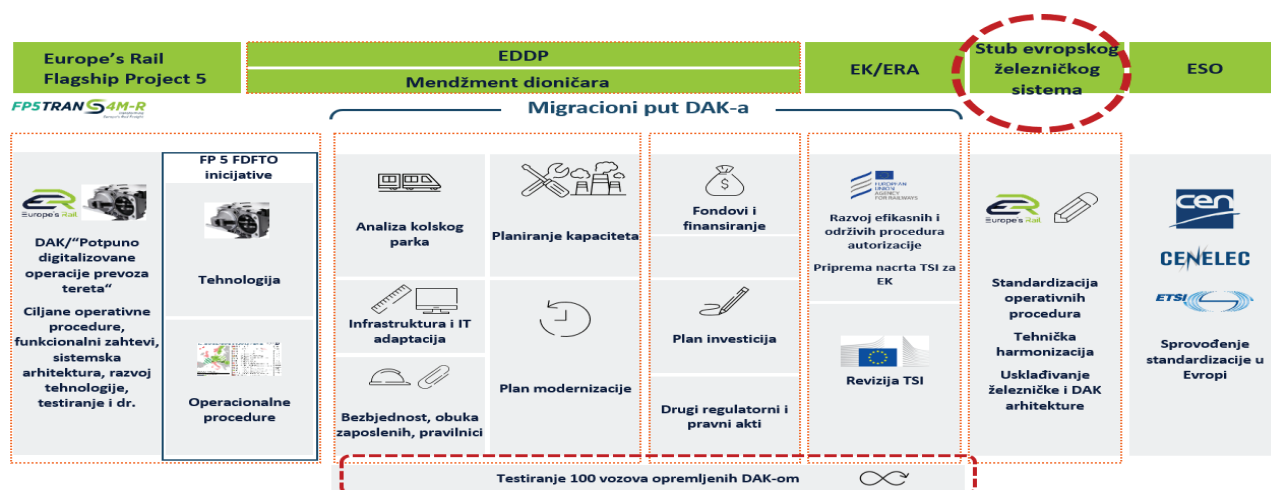 Europe's Rail
Flagship Project 5
EDDP
Mendžment dioničara
EK/ERA
Stub evropskog
železničkog
sistema
ESO
FP5TRANS4M-R
Migracioni put DAK-a
Europe's Rail
DAK/“Potpuno
digitalizovane
operacije prevoza
tereta“
Ciljane operativne
procedure,
funkcionalni zahtevi,
sistemska
arhitektura, razvoj
tehnologije,
testiranje i dr.
FP 5 FDFTO
inicijative
Tehnologija
Operacionalne
procedure
Analiza kolskog
parka
Infrastruktura i IT
adaptacija
Bezbjednost, obuka
zaposlenih, pravilnici
Planiranje kapaciteta
Plan modernizacije
Fondovi i
finansiranje
Plan investicija
Drugi regulatorni i
pravni akti
EUROPEAN
UNION
AGENCY
FOR RAILWAYS
Razvoj efikasnih i
održivih procedura
autorizacije
Priprema nacrta TSI za
EK
Revizija TSI
Europe's Rail
Standardizacija
operativnih
procedura
Tehnička
harmonizacija
Usklađivanje
železničke i DAK
arhitekture
cen
CENELEC
ETSI
Sprovođenje
standardizacije u
Evropi
Testiranje 100 vozova opremljenih DAK-om